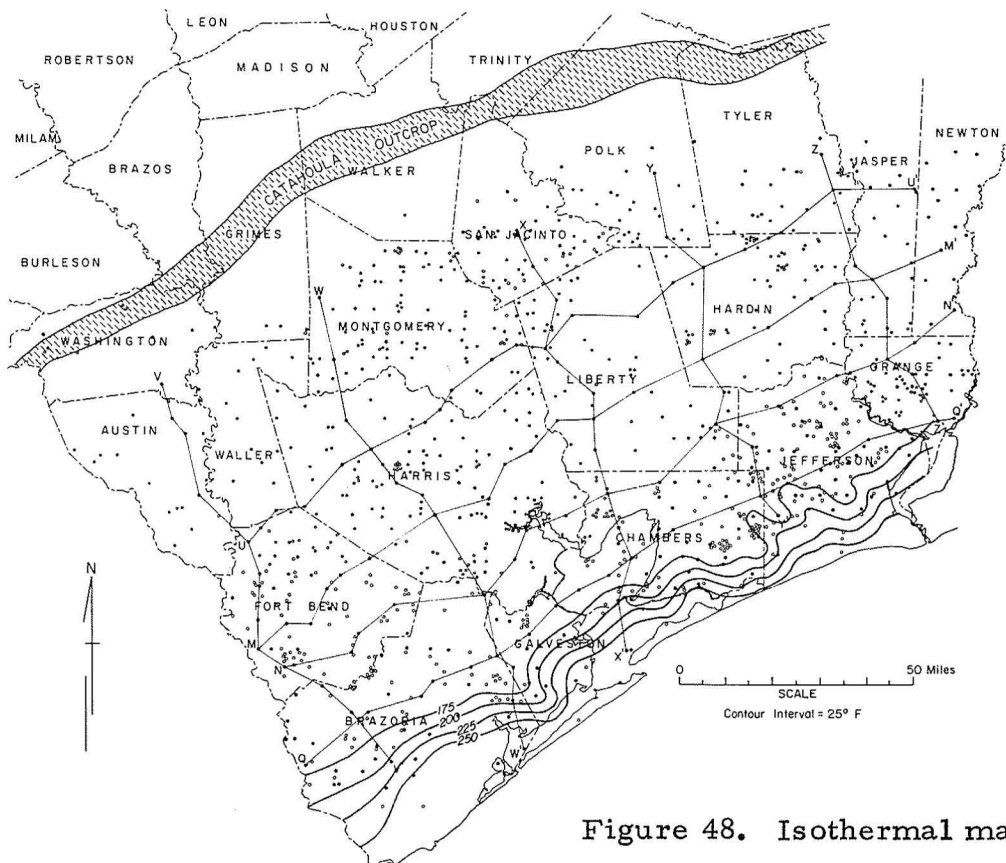 LEON
HOUSTON
ROBERTSON
MADISON
TRINITY
TYLER
MILAM
BRAZOS
CATAHOULA OUTCROP
WALKER
POLK
Z
JASPER
NEWTON
Y
U'
GRIMES
X
SAN JACINTO
BURLESON
M'
W
MONTGOMERY
HARDIN
N'
WASHINGTON
V
LIBERTY
ORANGE
AUSTIN
Q'
WALLER
HARRIS
JEFFERSON
U
CHAMBERS
N
FORT BEND
M
N
GALVESTON
X'
0
50 Miles
SCALE
Contour Interval = 25° F
175
200
225
250
BRAZORIA
Q
W'
Figure 48. Isothermal ma